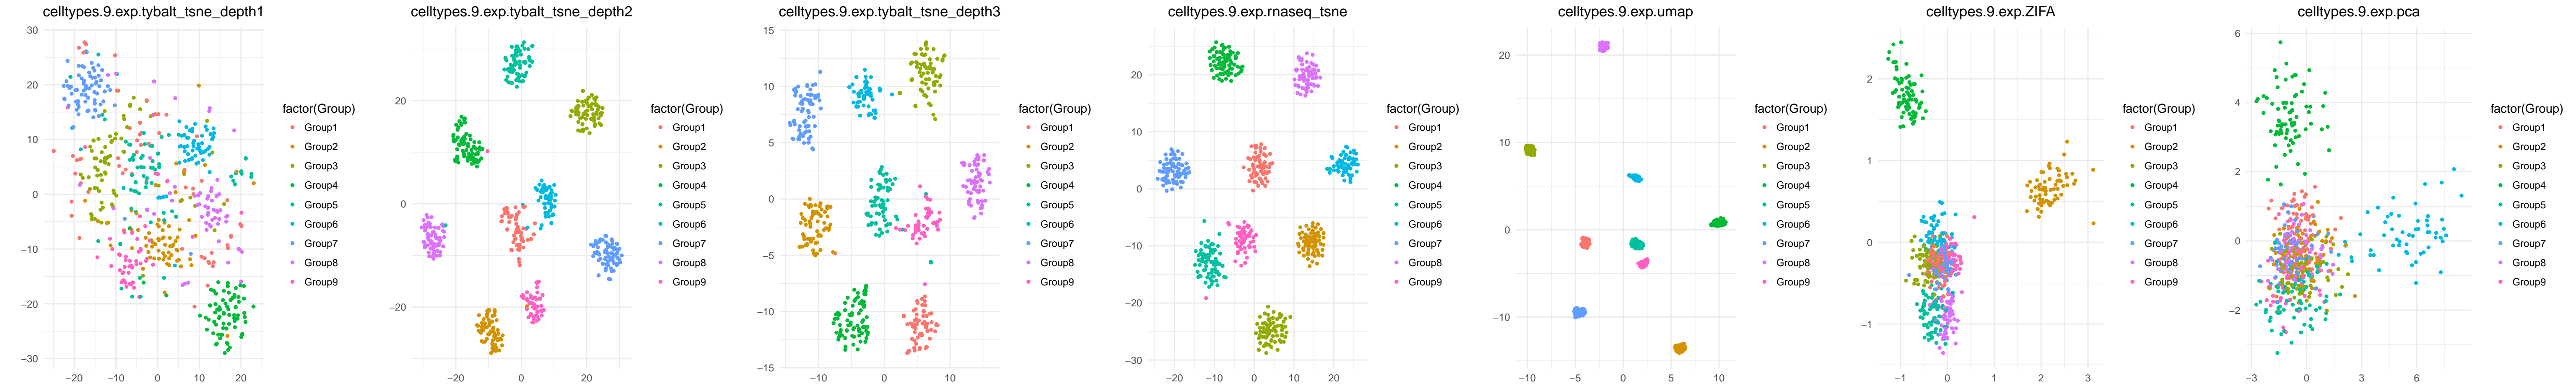 celltypes.9.exp.tybalt_tsne_depth1
30
20
10
0
−10
−20
−30
−20 −10 0 10 20
factor(Group)
Group1
Group2
Group3
Group4
Group5
Group6
Group7
Group8
Group9
celltypes.9.exp.tybalt_tsne_depth2
20
0
−20
−20 0 20
factor(Group)
Group1
Group2
Group3
Group4
Group5
Group6
Group7
Group8
Group9
celltypes.9.exp.tybalt_tsne_depth3
15
10
5
0
−5
−10
−15
−10 0 10
factor(Group)
Group1
Group2
Group3
Group4
Group5
Group6
Group7
Group8
Group9
celltypes.9.exp.rnaseq_tsne
20
10
0
−10
−20
−30
−20 −10 0 10 20
factor(Group)
Group1
Group2
Group3
Group4
Group5
Group6
Group7
Group8
Group9
celltypes.9.exp.umap
20
10
0
−10
−10 −5 0 5 10
factor(Group)
Group1
Group2
Group3
Group4
Group5
Group6
Group7
Group8
Group9
celltypes.9.exp.ZIFA
2
1
0
−1
−1 0 1 2 3
factor(Group)
Group1
Group2
Group3
Group4
Group5
Group6
Group7
Group8
Group9
celltypes.9.exp.pca
6
4
2
0
−2
−3 0 3 6
factor(Group)
Group1
Group2
Group3
Group4
Group5
Group6
Group7
Group8
Group9